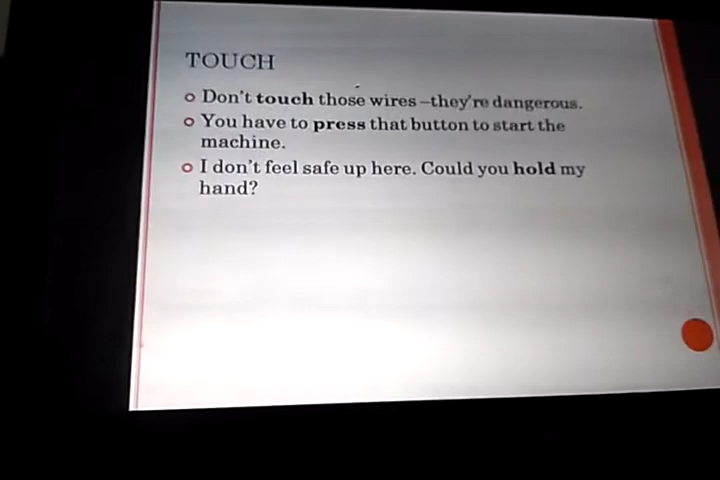 TOUCH
Don't touch those wires –they're dangerous.
You have to press that button to start the
machine.
I don't feel safe up here. Could you hold my
hand?